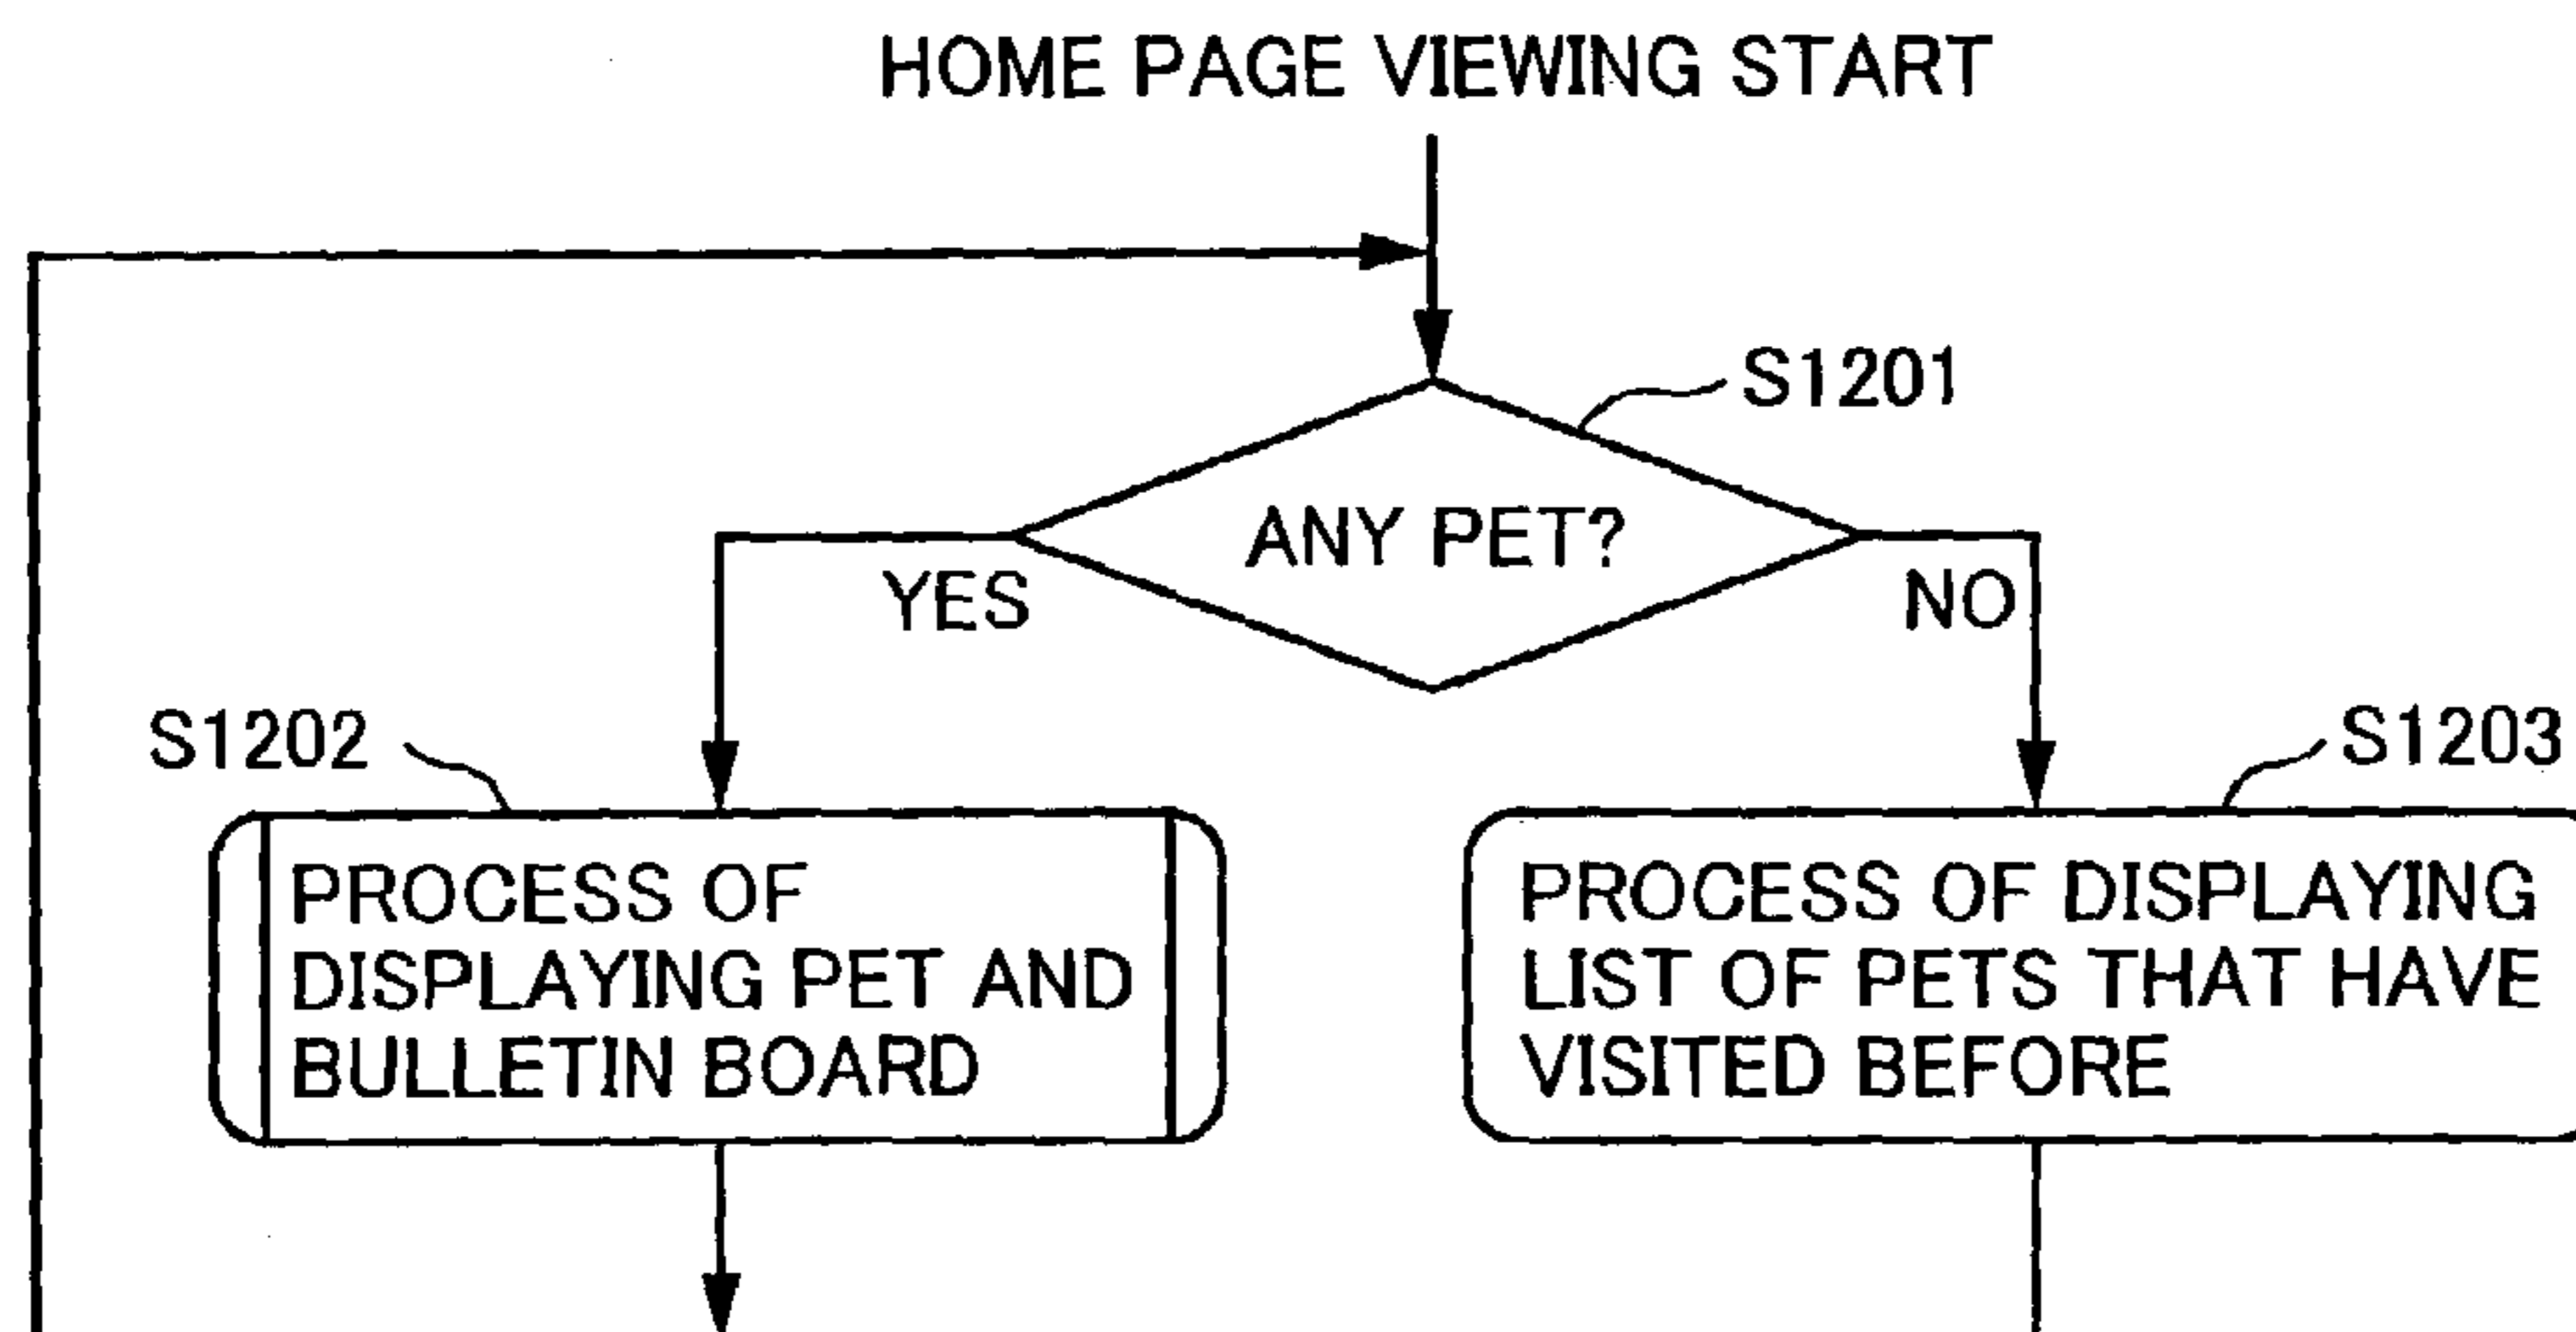 HOME PAGE VIEWING START
S1201
ANY PET?
YES
NO
S1202
S1203
PROCESS OF
DISPLAYING PET AND
BULLETIN BOARD
PROCESS OF DISPLAYING
LIST OF PETS THAT HAVE
VISITED BEFORE